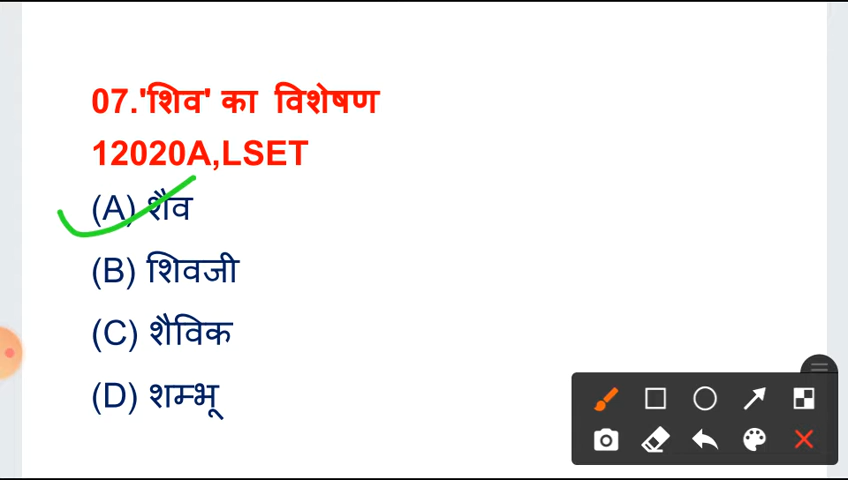 07.'शिव' का विशेषण
12020A,LSET
(A) शैव
(B) शिवजी
(C) शैविक
(D) शम्भू